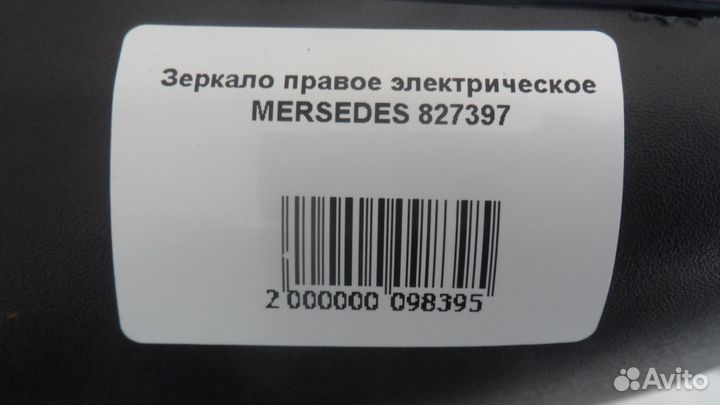 Зеркало правое электрическое
MERSEDES 827397
2 000000 098395
Avito